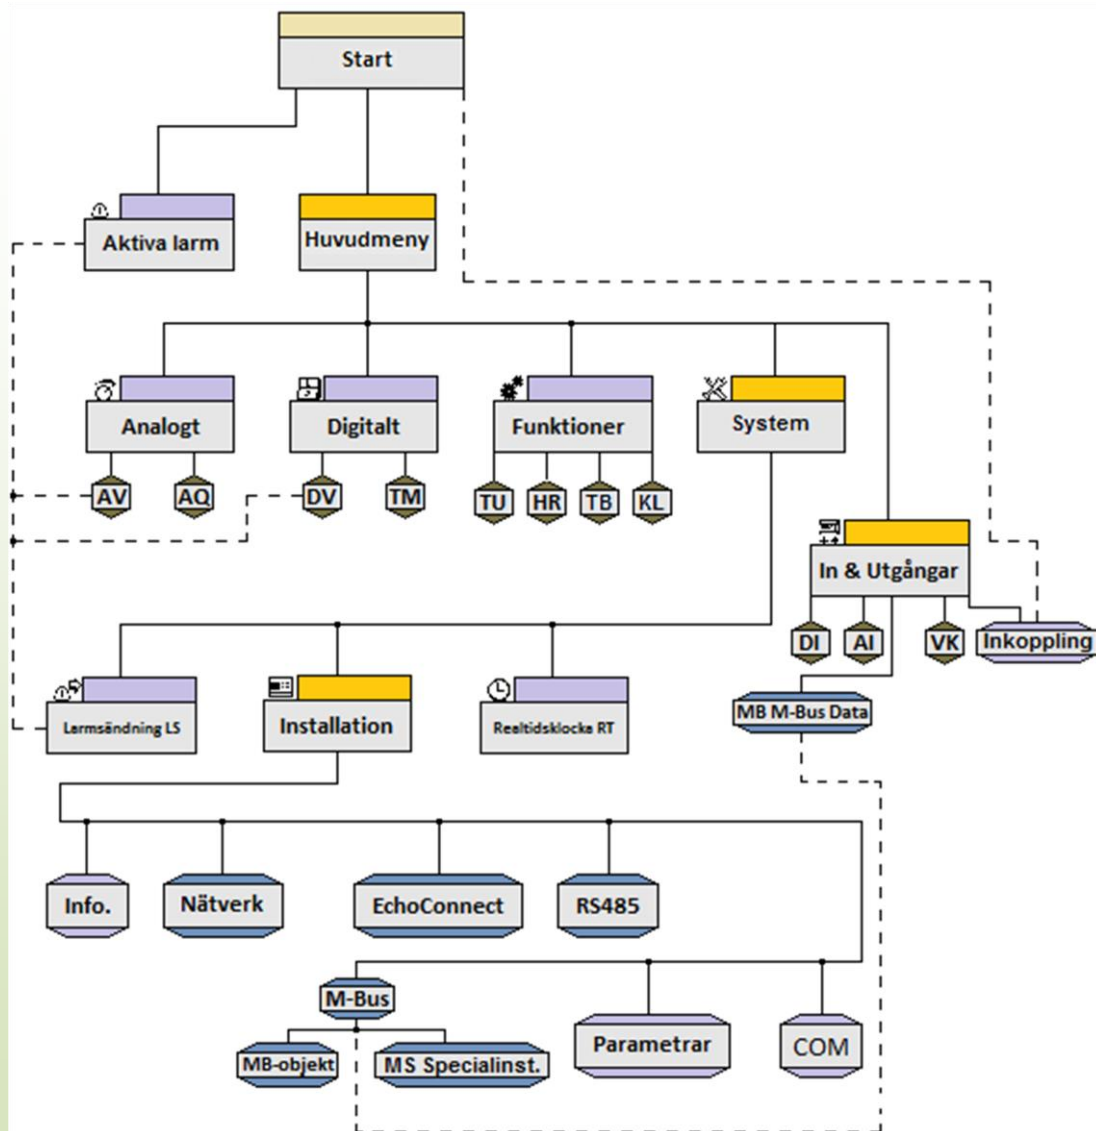 Start
Aktiva larm
Huvudmeny
Analogt
Digitalt
Funktioner
System
AV
AQ
DV
TM
TU
HR
TB
KL
In & Utgångar
DI
AI
VK
Inkoppling
MB M-Bus Data
Larmsändning LS
Installation
Realtidsklocka RT
Info.
Nätverk
EchoConnect
RS485
M-Bus
MB-objekt
MS Specialinst.
Parametrar
COM